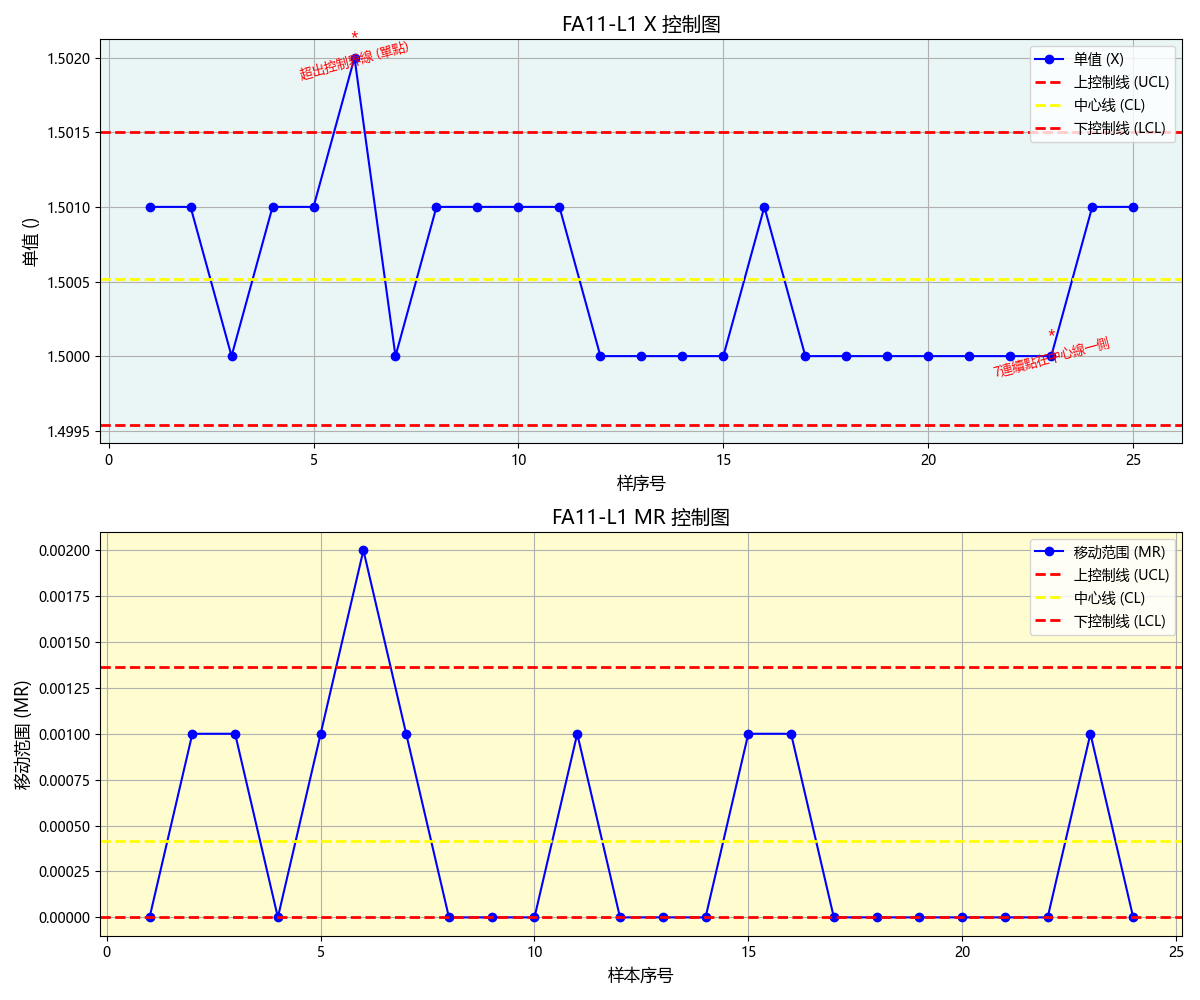 FA11-L1 X 控制图
单值 ()
1.5020
1.5015
1.5010
1.5005
1.5000
1.4995
*
超出控制界線 (單點)
*
7連續點在中心線一側
单值 (X)
上控制线 (UCL)
中心线 (CL)
下控制线 (LCL)
0 5 10 15 20 25
样序号
FA11-L1 MR 控制图
移动范围 (MR)
0.00200
0.00175
0.00150
0.00125
0.00100
0.00075
0.00050
0.00025
0.00000
移动范围 (MR)
上控制线 (UCL)
中心线 (CL)
下控制线 (LCL)
0 5 10 15 20 25
样本序号